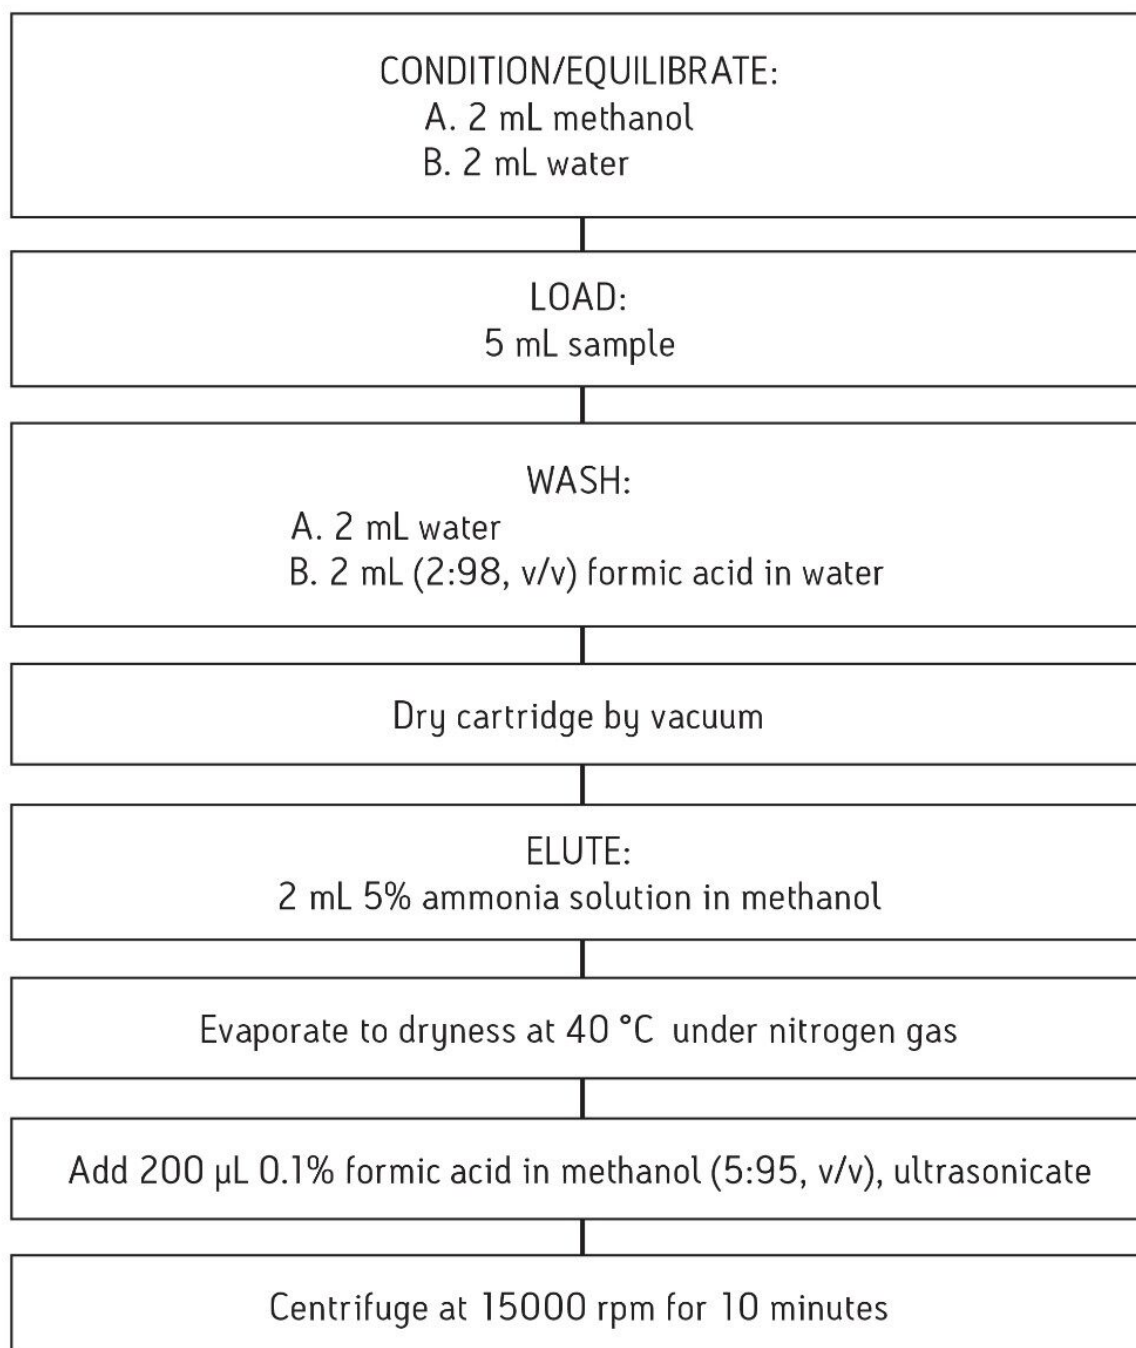 CONDITION/EQUILIBRATE:
A. 2 mL methanol
B. 2 mL water
LOAD:
5 mL sample
WASH:
A. 2 mL water
B. 2 mL (2:98, v/v) formic acid in water
Dry cartridge by vacuum
ELUTE:
2 mL 5% ammonia solution in methanol
Evaporate to dryness at 40 °C under nitrogen gas
Add 200 µL 0.1% formic acid in methanol (5:95, v/v), ultrasonicate
Centrifuge at 15000 rpm for 10 minutes